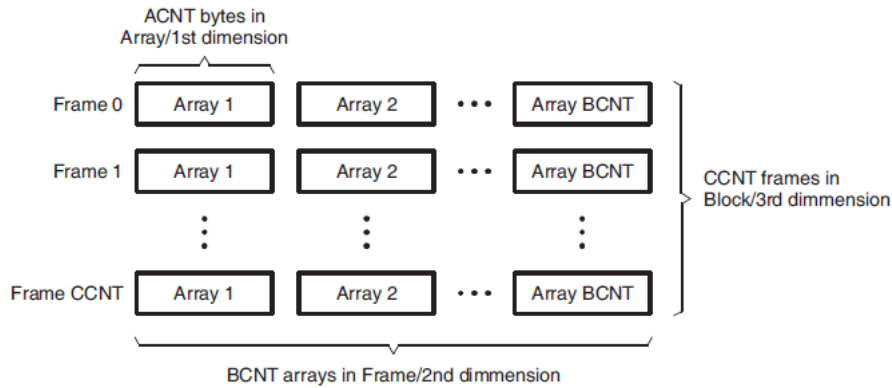 ACNT bytes in
Array/1st dimension
Frame 0 Array 1 Array 2 ••• Array BCNT
Frame 1 Array 1 Array 2 ••• Array BCNT
CCNT frames in
Block/3rd dimmension
Frame CCNT Array 1 Array 2 ••• Array BCNT
BCNT arrays in Frame/2nd dimmension